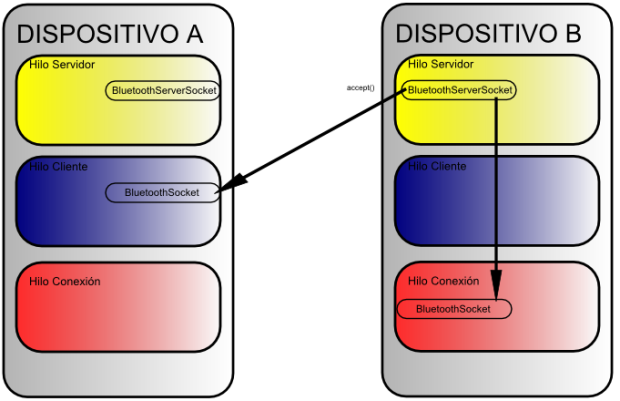 DISPOSITIVO A
Hilo Servidor
BluetoothServerSocket
Hilo Cliente
BluetoothSocket
Hilo Conexión
accept()
DISPOSITIVO B
Hilo Servidor
BluetoothServerSocket
Hilo Cliente
Hilo Conexión
BluetoothSocket